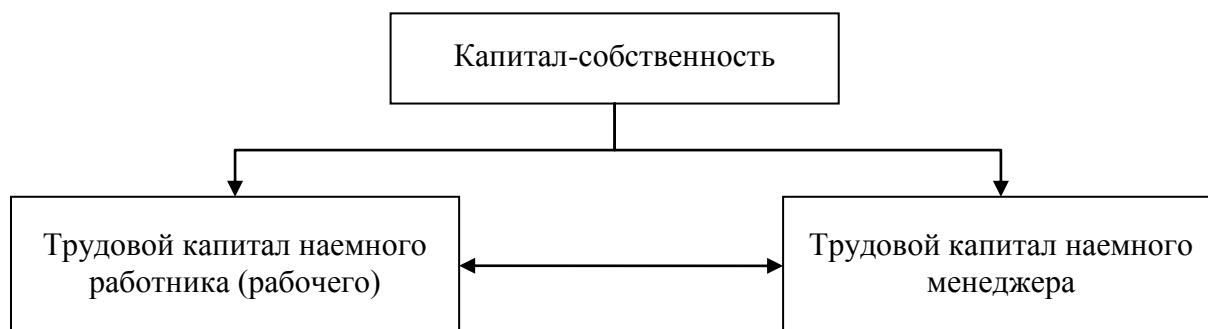 Капитал-собственность
Трудовой капитал наемного
работника (рабочего)
Трудовой капитал наемного
менеджера